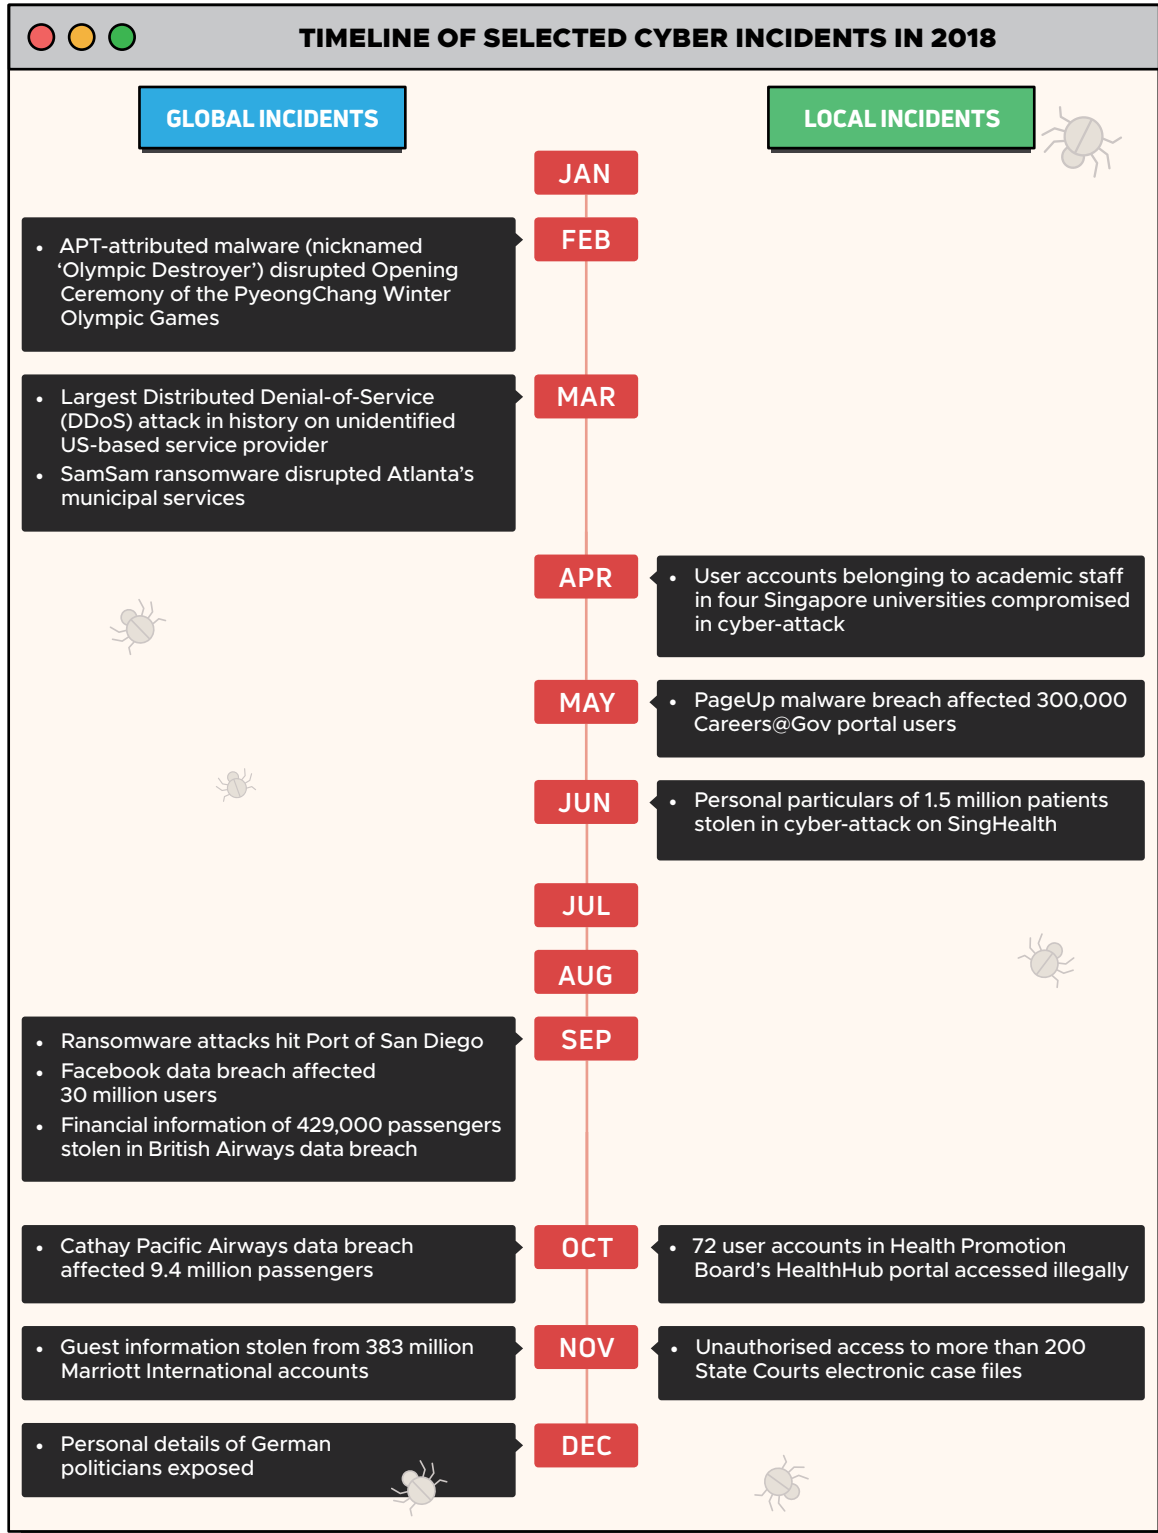 TIMELINE OF SELECTED CYBER INCIDENTS IN 2018
GLOBAL INCIDENTS
LOCAL INCIDENTS
JAN
FEB
• APT-attributed malware (nicknamed
‘Olympic Destroyer’) disrupted Opening
Ceremony of the PyeongChang Winter
Olympic Games
MAR
• Largest Distributed Denial-of-Service
(DDoS) attack in history on unidentified
US-based service provider
• SamSam ransomware disrupted Atlanta’s
municipal services
APR
• User accounts belonging to academic staff
in four Singapore universities compromised
in cyber-attack
MAY
• PageUp malware breach affected 300,000
Careers@Gov portal users
JUN
• Personal particulars of 1.5 million patients
stolen in cyber-attack on SingHealth
JUL
AUG
SEP
• Ransomware attacks hit Port of San Diego
• Facebook data breach affected
30 million users
• Financial information of 429,000 passengers
stolen in British Airways data breach
OCT
• Cathay Pacific Airways data breach
affected 9.4 million passengers
• 72 user accounts in Health Promotion
Board’s HealthHub portal accessed illegally
NOV
• Guest information stolen from 383 million
Marriott International accounts
• Unauthorised access to more than 200
State Courts electronic case files
DEC
• Personal details of German
politicians exposed